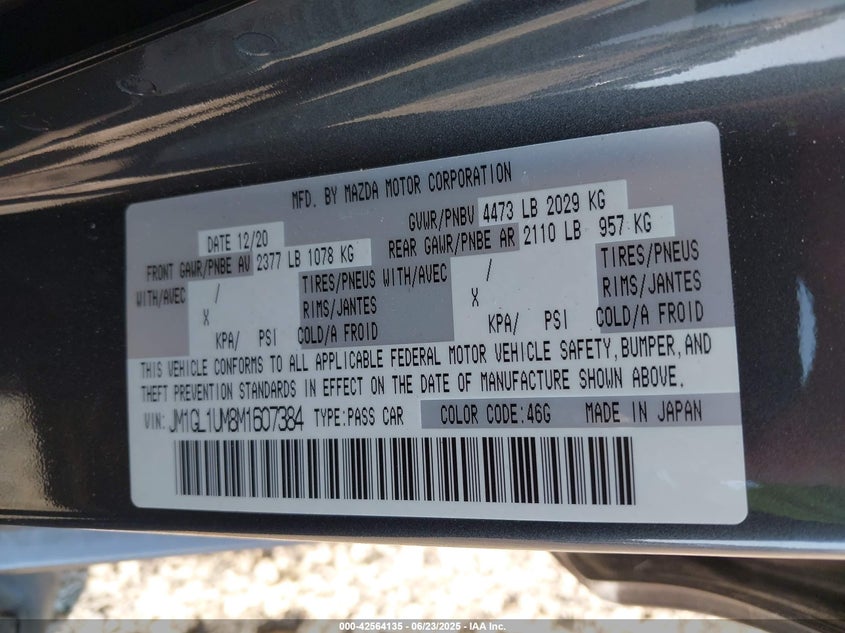 MFD. BY MAZDA MOTOR CORPORATION
DATE 12/20 GVWR/PNBV 4473 LB 2029 KG
FRONT GAWR/PNBE AV 2377 LB 1078 KG REAR GAWR/PNBE AR 2110 LB 957 KG
WITH/AVEC / TIRES/PNEUS WITH/AVEC / TIRES/PNEUS
X RIMS/JANTES X RIMS/JANTES
KPA/ PSI COLD/A FROID KPA/ PSI COLD/A FROID
THIS VEHICLE CONFORMS TO ALL APPLICABLE FEDERAL MOTOR VEHICLE SAFETY, BUMPER, AND
THEFT PREVENTION STANDARDS IN EFFECT ON THE DATE OF MANUFACTURE SHOWN ABOVE.
VIN: JM1GL1UM8M1607384 TYPE:PASS CAR COLOR CODE:46G MADE IN JAPAN
000-42564135 - 06/23/2025 - IAA Inc.